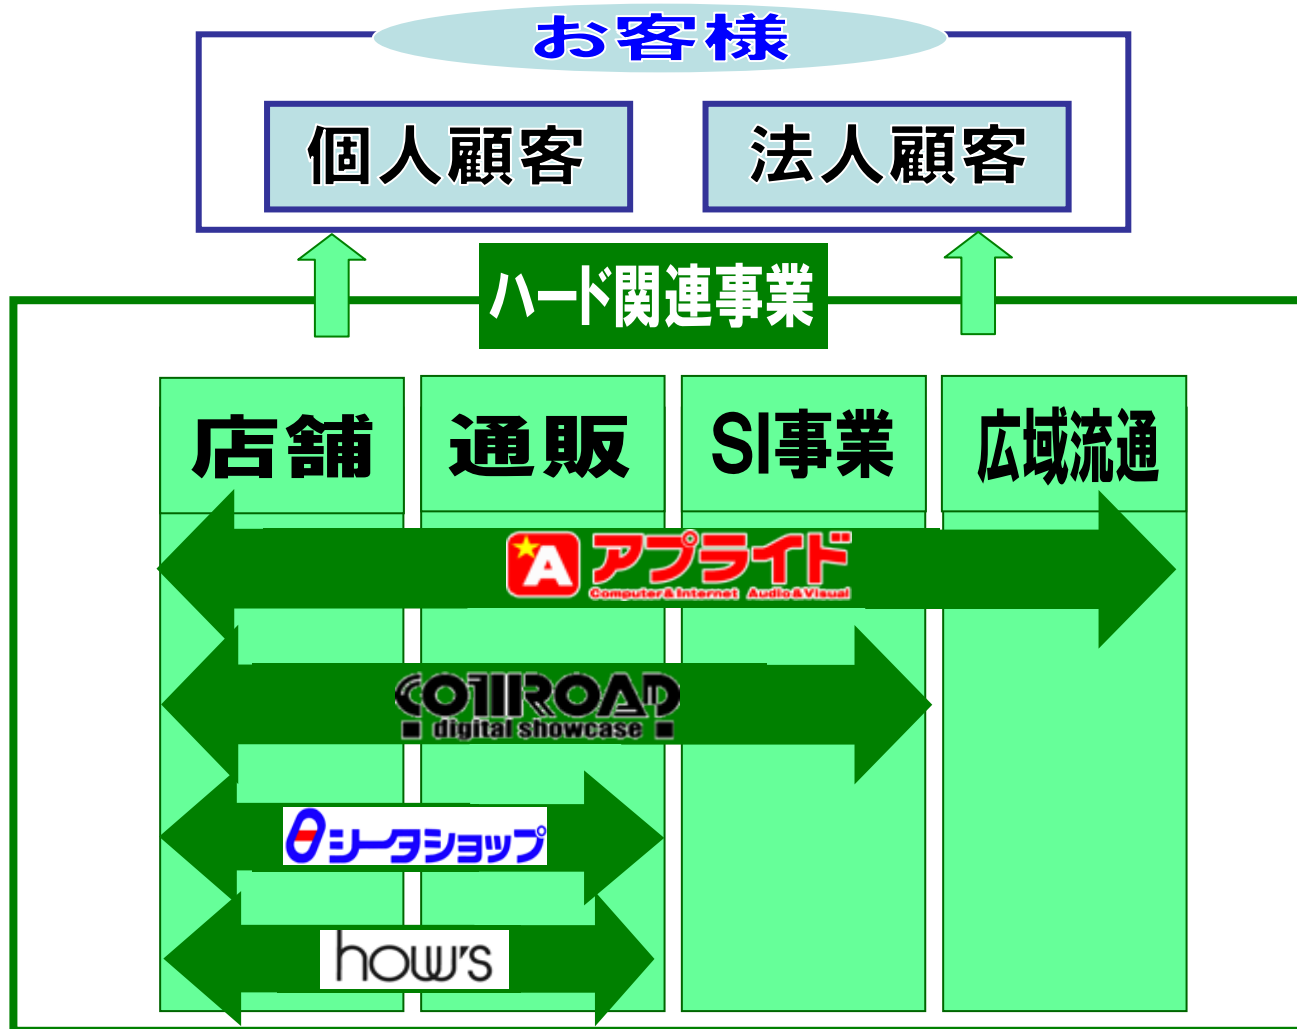 お客様
個人顧客
法人顧客
ハード関連事業
店舗
通販
SI事業
広域流通
A アプライド
Computer&Internet Audio&Visual
COMROAD
digital showcase
シータショップ
how's